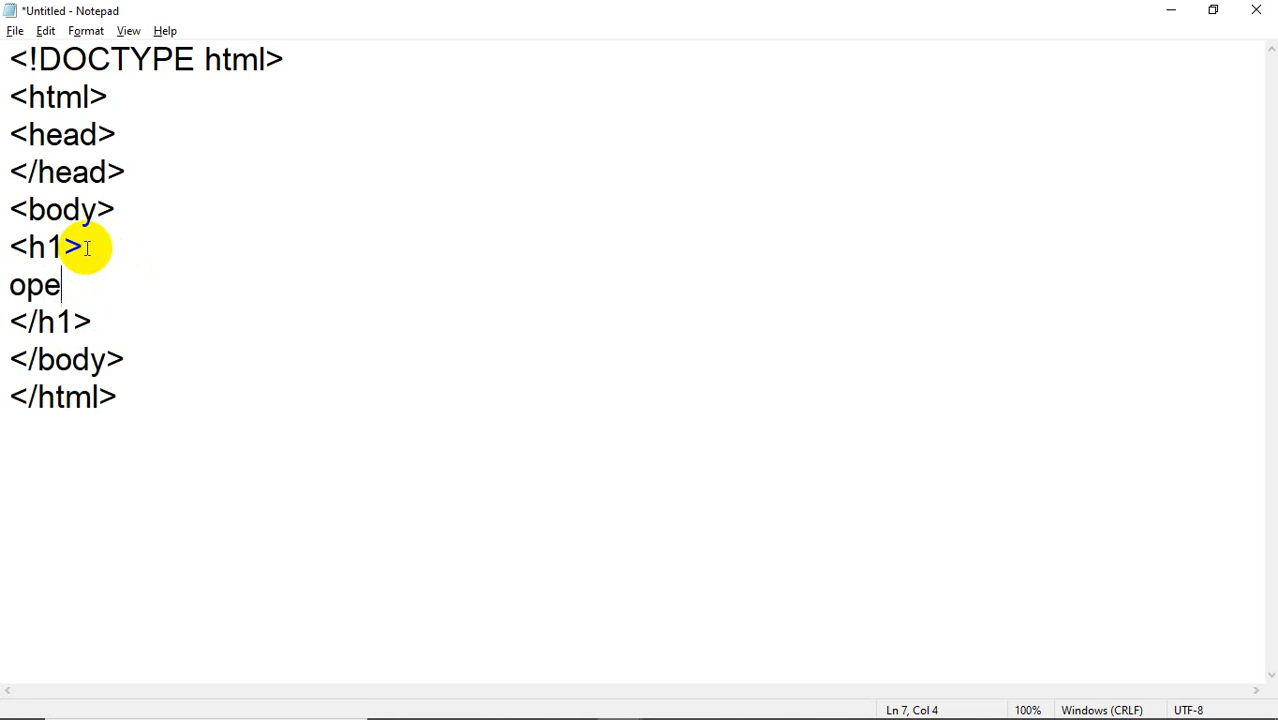 *Untitled - Notepad
File Edit Format View Help
<!DOCTYPE html>
<html>
<head>
</head>
<body>
<h1>
ope
</h1>
</body>
</html>
Ln 7, Col 4 100% Windows (CRLF) UTF-8